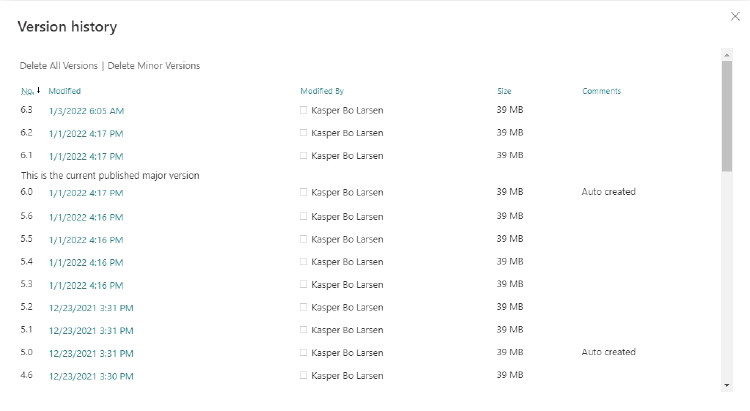 Version history
Delete All Versions | Delete Minor Versions
No. ↓ Modified Modified By Size Comments
6.3 1/3/2022 6:05 AM Kasper Bo Larsen 39 MB
6.2 1/1/2022 4:17 PM Kasper Bo Larsen 39 MB
6.1 1/1/2022 4:17 PM Kasper Bo Larsen 39 MB
This is the current published major version
6.0 1/1/2022 4:17 PM Kasper Bo Larsen 39 MB Auto created
5.6 1/1/2022 4:16 PM Kasper Bo Larsen 39 MB
5.5 1/1/2022 4:16 PM Kasper Bo Larsen 39 MB
5.4 1/1/2022 4:16 PM Kasper Bo Larsen 39 MB
5.3 1/1/2022 4:16 PM Kasper Bo Larsen 39 MB
5.2 12/23/2021 3:31 PM Kasper Bo Larsen 39 MB
5.1 12/23/2021 3:31 PM Kasper Bo Larsen 39 MB
5.0 12/23/2021 3:31 PM Kasper Bo Larsen 39 MB Auto created
4.6 12/23/2021 3:30 PM Kasper Bo Larsen 39 MB